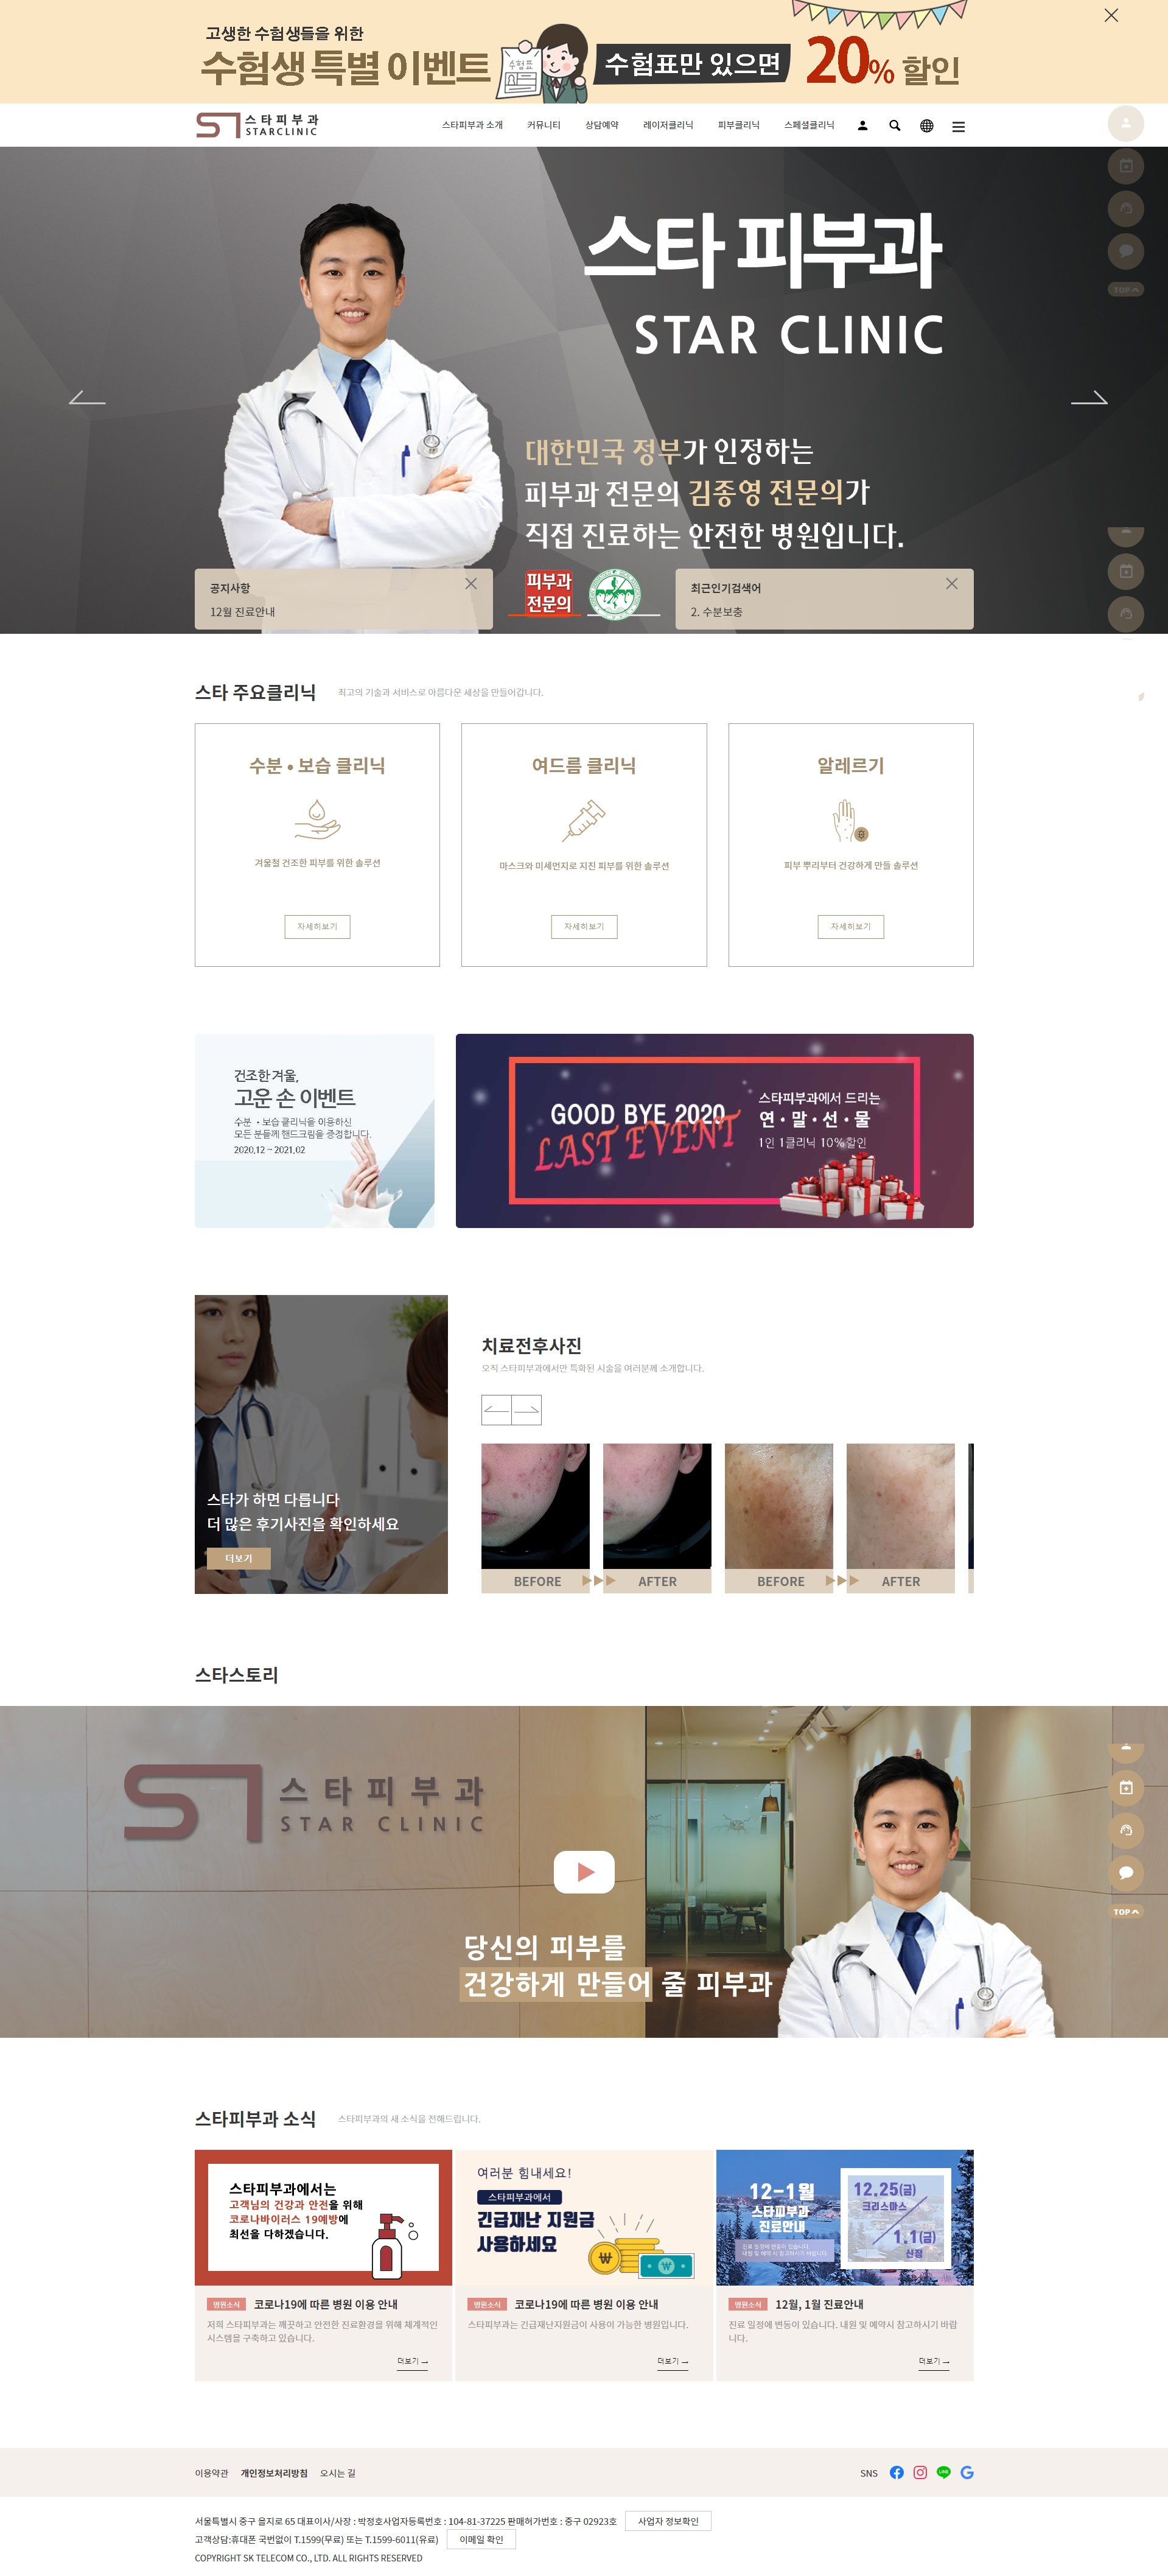 고생한 수험생들을 위한
수험생 특별 이벤트
수험표
수험표만 있으면
20% 할인
스타피부과
STARCLINIC
스타피부과 소개
커뮤니티
상담예약
레이저클리닉
피부클리닉
스페셜클리닉
TOP
스타 피부과
STAR CLINIC
대한민국 정부가 인정하는
피부과 전문의 김종영 전문의가
직접 진료하는 안전한 병원입니다.
공지사항
12월 진료안내
피부과
전문의
최근인기검색어
2. 수분보충
스타 주요클리닉
최고의 기술과 서비스로 아름다운 세상을 만들어갑니다.
수분 • 보습 클리닉
겨울철 건조한 피부를 위한 솔루션
자세히보기
여드름 클리닉
마스크와 미세먼지로 지친 피부를 위한 솔루션
자세히보기
알레르기
피부 뿌리부터 건강하게 만들 솔루션
자세히보기
건조한 겨울,
고운 손 이벤트
수분 • 보습 클리닉을 이용하신
모든 분들께 핸드크림을 증정합니다.
2020.12 ~ 2021.02
GOOD BYE 2020
LAST EVENT
스타피부과에서 드리는
연·말·선·물
1인 1클리닉 10%할인
스타가 하면 다릅니다
더 많은 후기사진을 확인하세요
더보기
치료전후사진
오직 스타피부과에서만 특화된 시술을 여러분께 소개합니다.
BEFORE
AFTER
BEFORE
AFTER
스타스토리
스타피부과
STAR CLINIC
당신의 피부를
건강하게 만들어 줄 피부과
TOP
스타피부과 소식
스타피부과의 새 소식을 전해드립니다.
스타피부과에서는
고객님의 건강과 안전을 위해
코로나바이러스 19예방에
최선을 다하겠습니다.
병원소식 코로나19에 따른 병원 이용 안내
저희 스타피부과는 깨끗하고 안전한 진료환경을 위해 체계적인
시스템을 구축하고 있습니다.
더보기
여러분 힘내세요!
스타피부과에서
긴급재난 지원금
사용하세요
병원소식 코로나19에 따른 병원 이용 안내
스타피부과는 긴급재난지원금이 사용이 가능한 병원입니다.
더보기
12-1월
스타피부과
진료안내
진료 일정에 변동이 있습니다.
내원 및 예약 시 참고하시기 바랍니다.
12.25(금)
크리스마스
1.1(금)
신정
병원소식 12월, 1월 진료안내
진료 일정에 변동이 있습니다. 내원 및 예약시 참고하시기 바랍
니다.
더보기
이용약관 개인정보처리방침 오시는 길
SNS
LINE
서울특별시 중구 을지로 65 대표이사/사장 : 박정호사업자등록번호 : 104-81-37225 판매허가번호 : 중구 02923호 사업자 정보확인
고객상담:휴대폰 국번없이 T.1599(무료) 또는 T.1599-6011(유료) 이메일 확인
COPYRIGHT SK TELECOM CO., LTD. ALL RIGHTS RESERVED